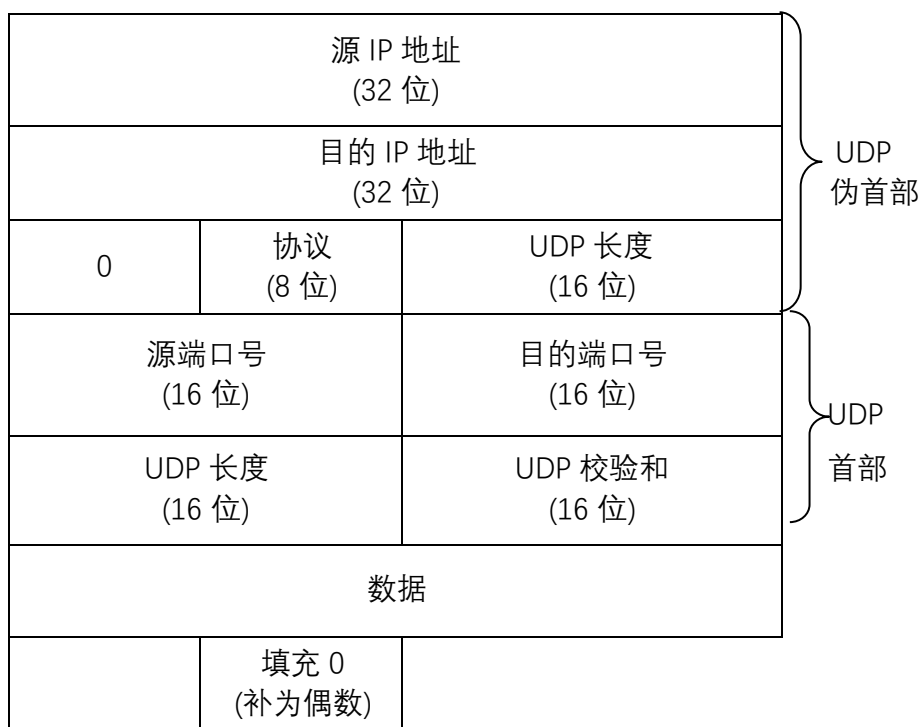 源 IP 地址
(32 位)
目的 IP 地址
(32 位)
UDP
伪首部
0
协议
(8 位)
UDP 长度
(16 位)
源端口号
(16 位)
目的端口号
(16 位)
UDP
首部
UDP 长度
(16 位)
UDP 校验和
(16 位)
数据
填充 0
(补为偶数)